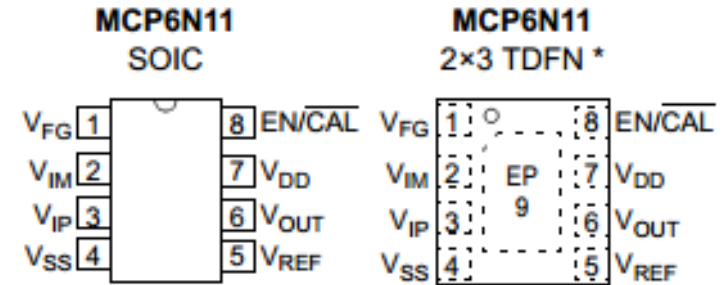 MCP6N11 MCP6N11
SOIC 2×3 TDFN *
VFG 1 8 EN/CAL VFG 1 8 EN/CAL
VIM 2 7 VDD VIM 2 EP 7 VDD
VIP 3 6 VOUT VIP 3 9 6 VOUT
VSS 4 5 VREF VSS 4 5 VREF